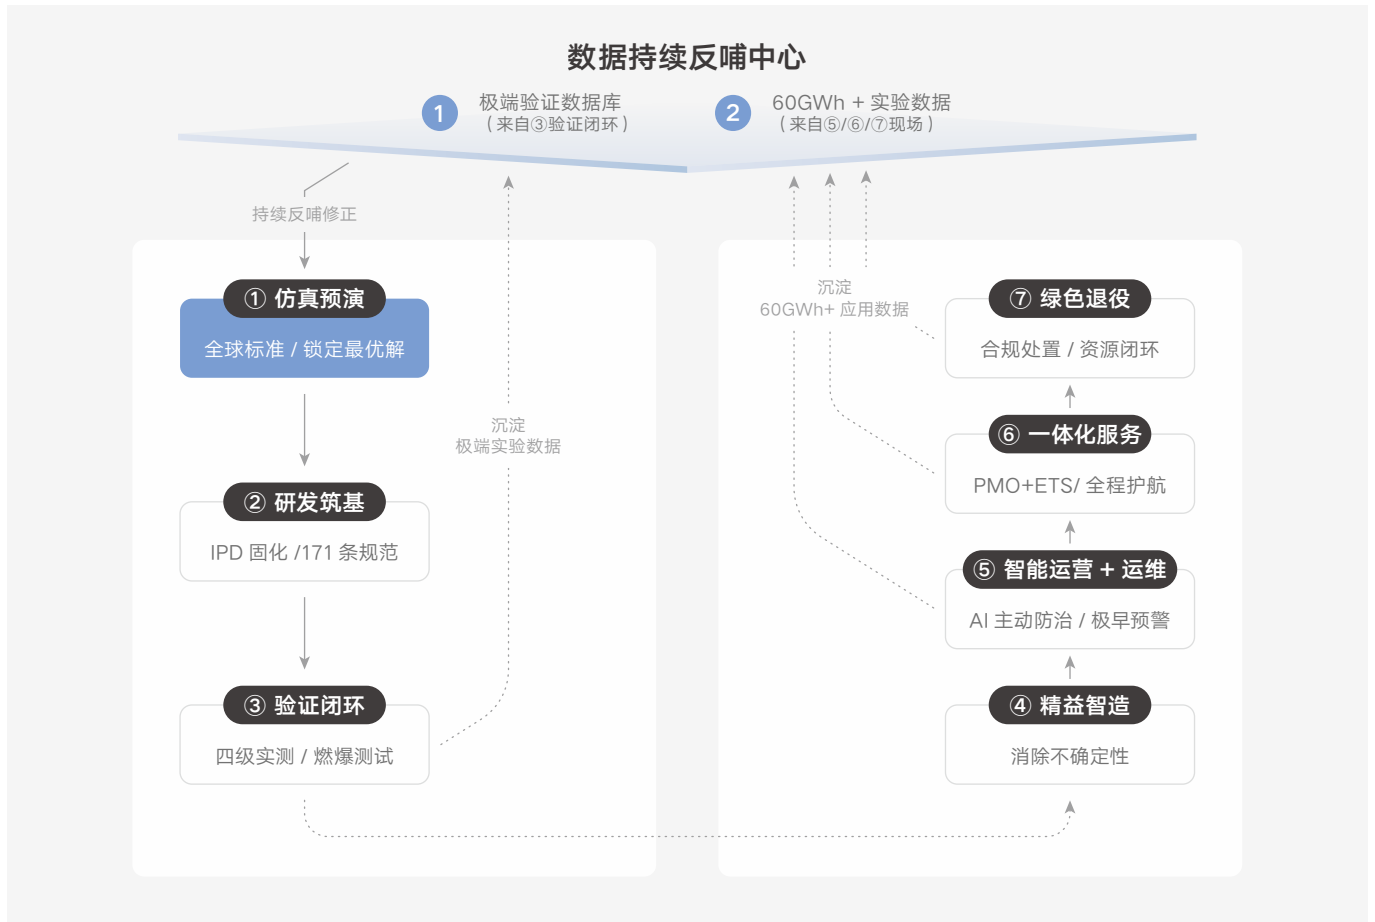 数据持续反哺中心
1
极端验证数据库
(来自③验证闭环)
2
60GWh + 实验数据
(来自⑤/⑥/⑦现场)
持续反哺修正
① 仿真预演
全球标准 / 锁定最优解
② 研发筑基
IPD 固化 /171 条规范
③ 验证闭环
四级实测 / 燃爆测试
沉淀
极端实验数据
沉淀
60GWh+ 应用数据
⑦ 绿色退役
合规处置 / 资源闭环
⑥ 一体化服务
PMO+ETS/ 全程护航
⑤ 智能运营 + 运维
AI 主动防治 / 极早预警
④ 精益智造
消除不确定性